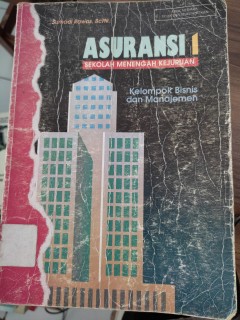 ASURANSI 1
SEKOLAH MENENGAH KEJURUAN
Kelompok Bisnis
dan Manajemen